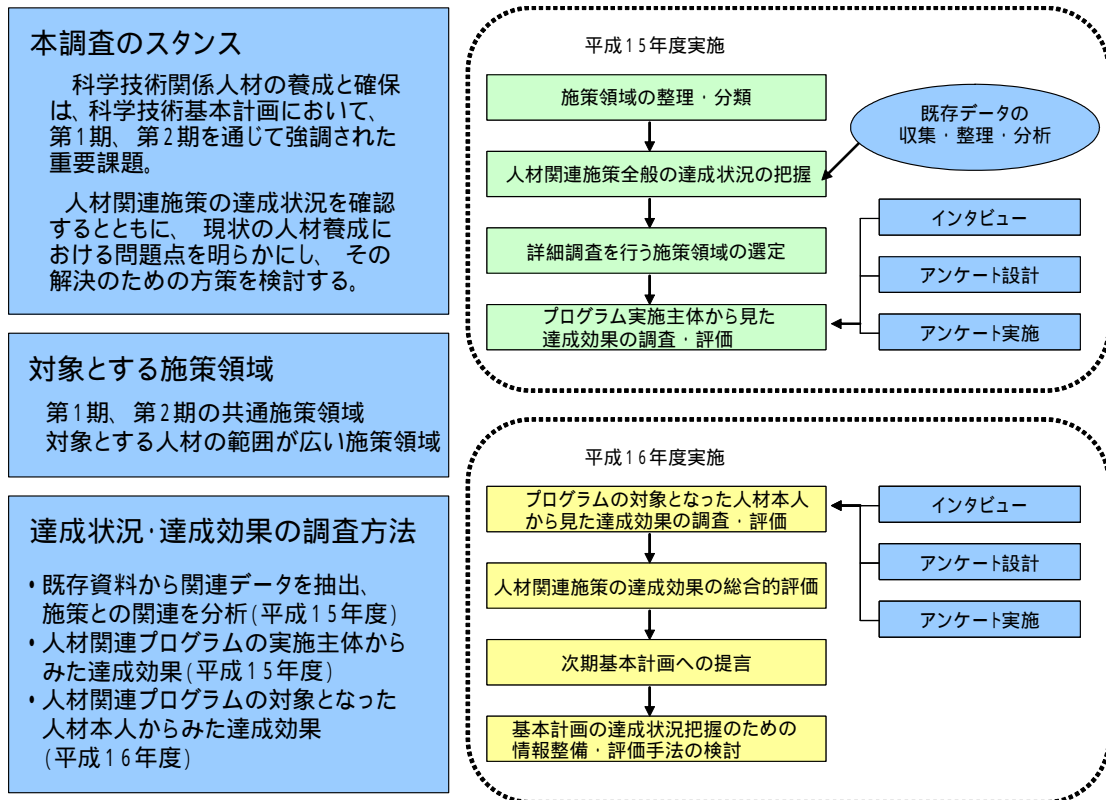 本調査のスタンス
科学技術関係人材の養成と確保
は、科学技術基本計画において、
第1期、第2期を通じて強調された
重要課題。
人材関連施策の達成状況を確認
するとともに、 現状の人材養成に
おける問題点を明らかにし、 その
解決のための方策を検討する。
対象とする施策領域
第1期、第2期の共通施策領域
対象とする人材の範囲が広い施策領域
達成状況・達成効果の調査方法
・既存資料から関連データを抽出、
施策との関連を分析(平成15年度)
・人材関連プログラムの実施主体から
みた達成効果(平成15年度)
・人材関連プログラムの対象となった
人材本人からみた達成効果
(平成16年度)
平成15年度実施
施策領域の整理・分類
既存データの
収集・整理・分析
人材関連施策全般の達成状況の把握
詳細調査を行う施策領域の選定
プログラム実施主体から見た
達成効果の調査・評価
インタビュー
アンケート設計
アンケート実施
平成16年度実施
プログラムの対象となった人材本人
から見た達成効果の調査・評価
人材関連施策の達成効果の総合的評価
次期基本計画への提言
基本計画の達成状況把握のための
情報整備・評価手法の検討
インタビュー
アンケート設計
アンケート実施